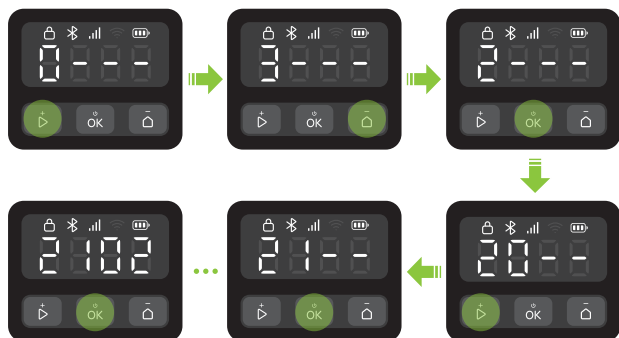 0---
+ −
OK
3---
+ −
OK
2---
+ −
OK
20--
+ −
OK
21--
+ −
OK
2102
+ −
OK